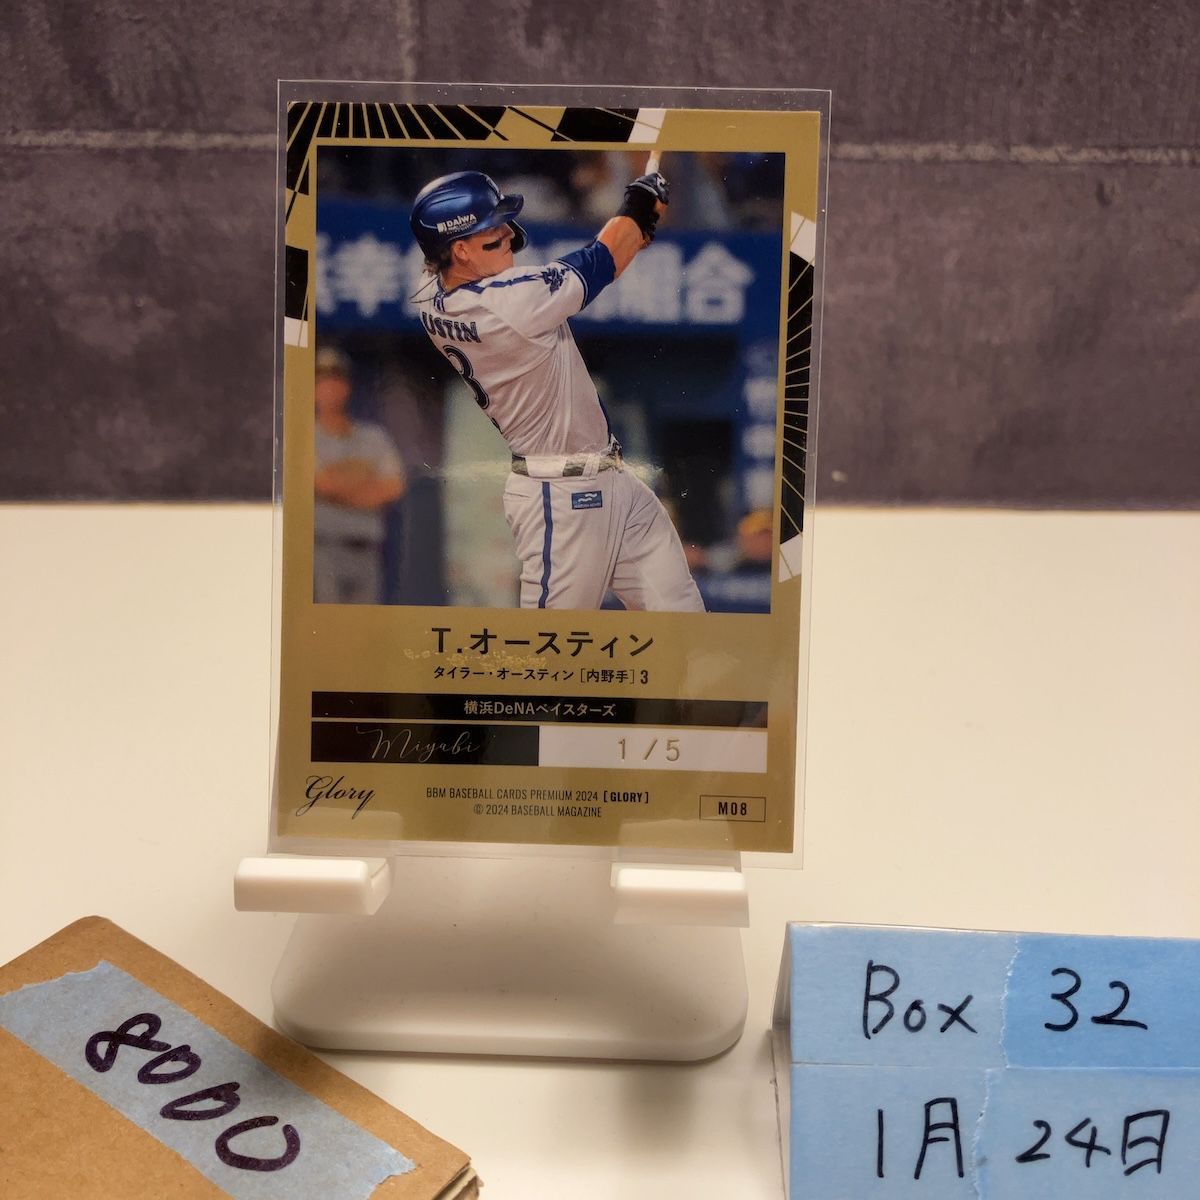 DAIWA
USTIN
3
組合
T.オースティン
タイラー・オースティン [内野手] 3
横浜DeNAベイスターズ
Miyabi
1/5
Glory
BBM BASEBALL CARDS PREMIUM 2024 [GLORY]
© 2024 BASEBALL MAGAZINE
M08
8000
Box 32
1月 24日